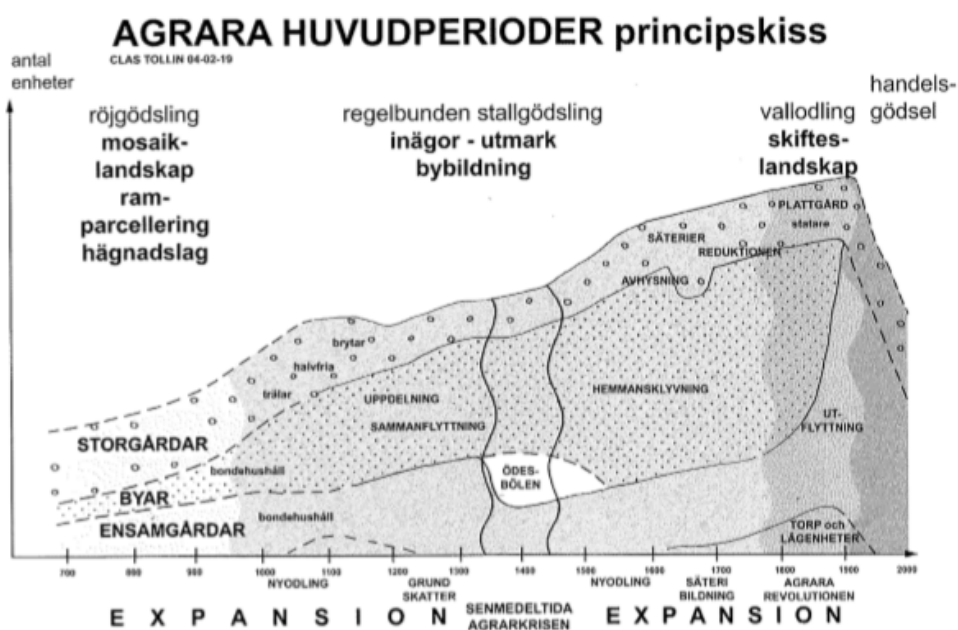 AGRARA HUVUDPERIODER principskiss
CLAS TOLLIN 04-02-19
antal
enheter
röjgödsling
mosaik-
landskap
ram-
parcellering
hägnadslag
regelbunden stallgödsling
inägor - utmark
bybildning
vallodling
skiftes-
landskap
handels-
gödsel
PLATTGÅRD
statare
SÄTERIER
REDUKTIONEN
AVHYSNING
brytar
halvfria
trälar
UPPDELNING
SAMMANFLYTTNING
HEMMANSKLYVNING
UT-
FLYTTNING
STORGÅRDAR
bondehushåll
BYAR
ENSAMGÅRDAR
bondehushåll
ÖDES-
BÖLEN
TORP och
LÄGENHETER
700 800 900 1000 1100 1200 1300 1400 1500 1600 1700 1800 1900 2000
NYODLING
GRUND
SKATTER
NYODLING
SÄTERI
BILDNING
AGRARA
REVOLUTIONEN
EXPANSION
SENMEDELTIDA
AGRARKRISEN
EXPANSION